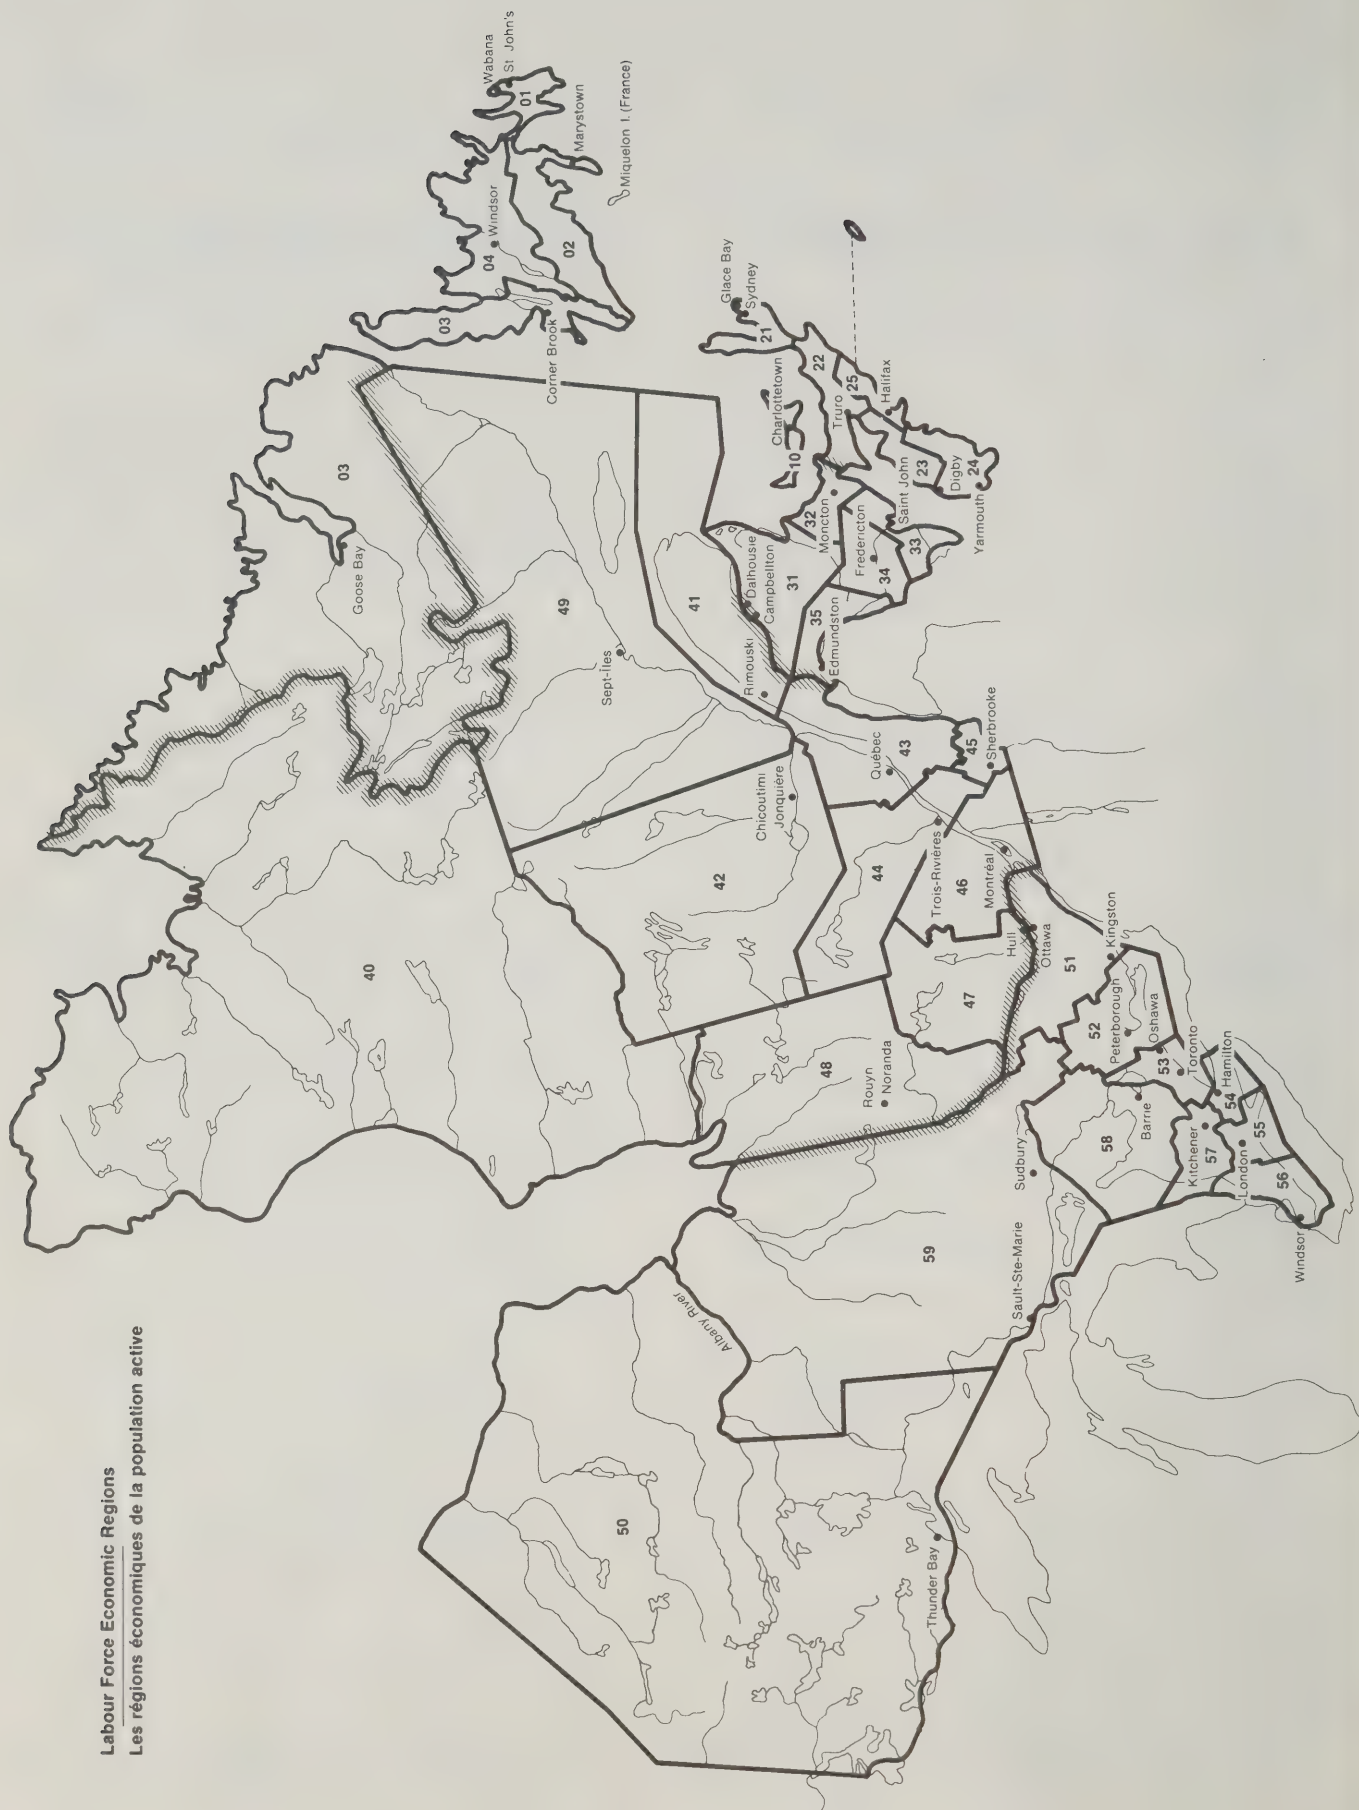 Labour Force Economic Regions
Les régions économiques de la population active
Wabana
St John's
01
Marystown
Miquelon I. (France)
Windsor
04
02
03
Corner Brook
03
Goose Bay
Glace Bay
Sydney
21
22
Charlottetown
10
Truro
25
Halifax
23
Digby
24
Yarmouth
Saint John
32
Moncton
Fredericton
33
34
31
Dalhousie
Campbellton
35
Edmundston
41
Rimouski
49
Sept-Îles
40
42
Chicoutimi
Jonquière
Québec
43
45
Sherbrooke
44
Trois-Rivières
46
Montréal
Hull
Ottawa
47
48
Rouyn
Noranda
51
Kingston
52
Peterborough
Oshawa
53
Toronto
Hamilton
54
55
Barrie
58
Kitchener
57
London
56
Windsor
Sudbury
59
Sault-Ste-Marie
Albany River
50
Thunder Bay